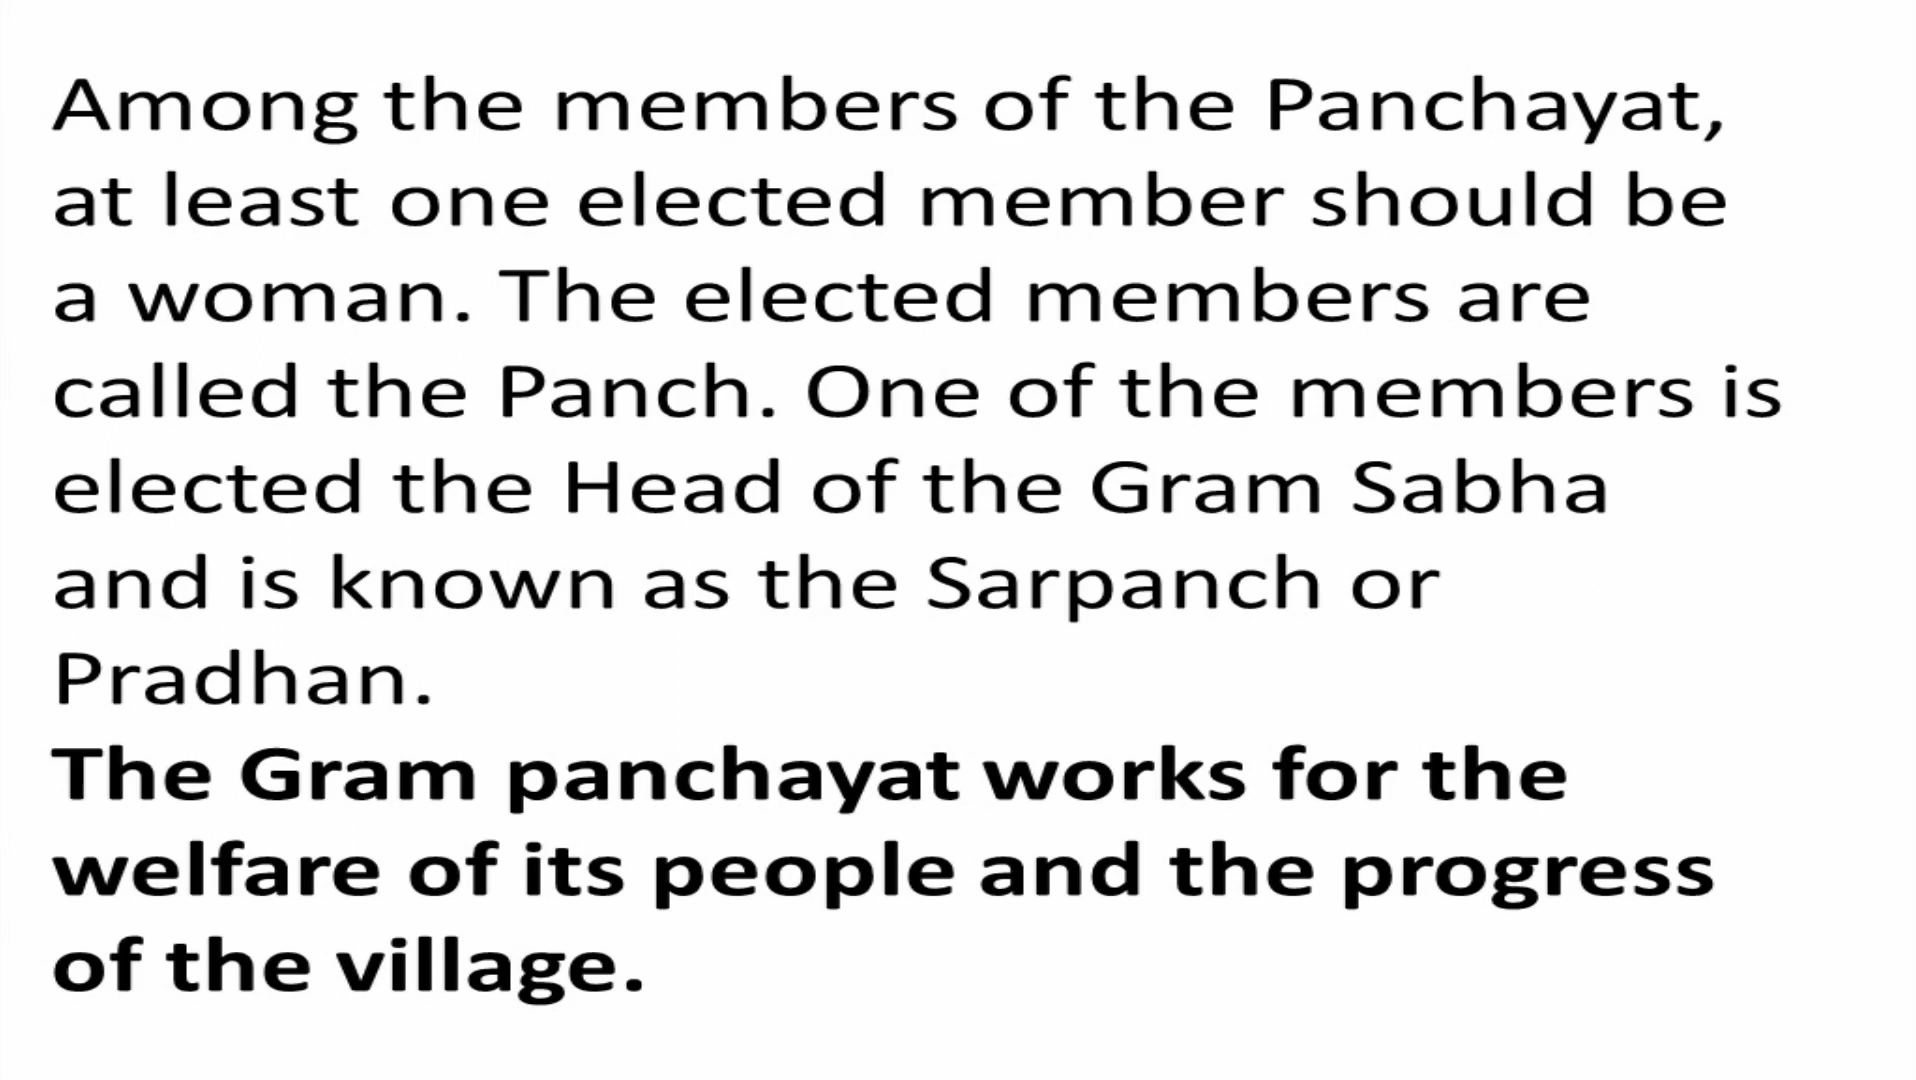 Among the members of the Panchayat,
at least one elected member should be
a woman. The elected members are
called the Panch. One of the members is
elected the Head of the Gram Sabha
and is known as the Sarpanch or
Pradhan.
The Gram panchayat works for the
welfare of its people and the progress
of the village.